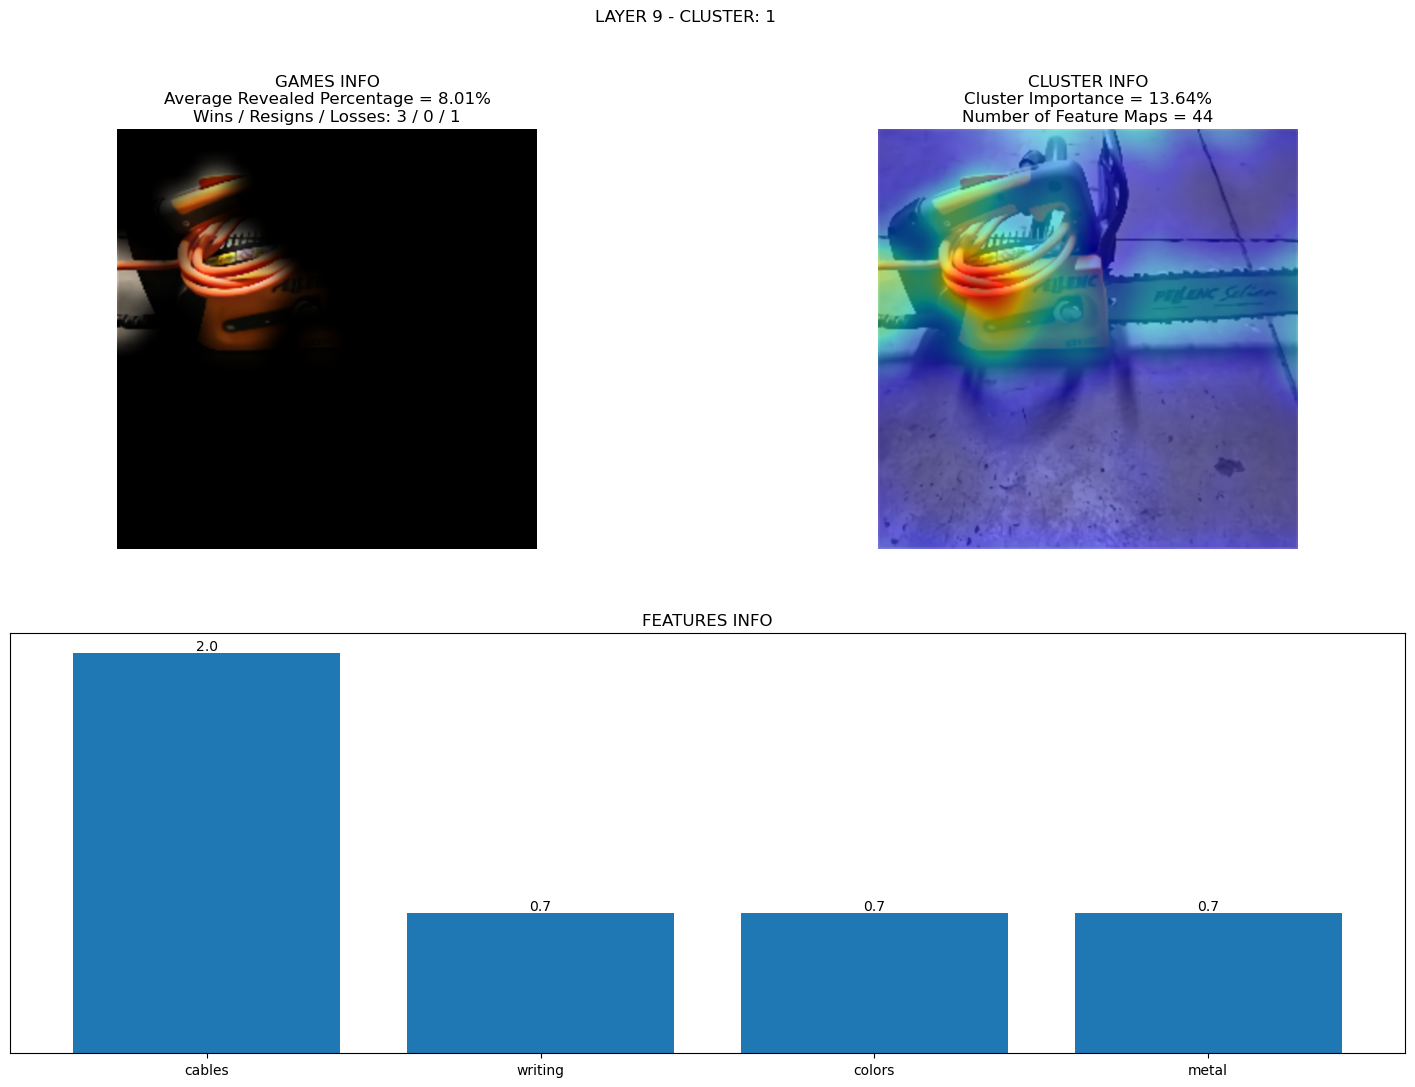 LAYER 9 - CLUSTER: 1
GAMES INFO
Average Revealed Percentage = 8.01%
Wins / Resigns / Losses: 3 / 0 / 1
CLUSTER INFO
Cluster Importance = 13.64%
Number of Feature Maps = 44
PELLENC
PELLENC
PELLENC Selion
FEATURES INFO
2.0
0.7
0.7
0.7
cables
writing
colors
metal